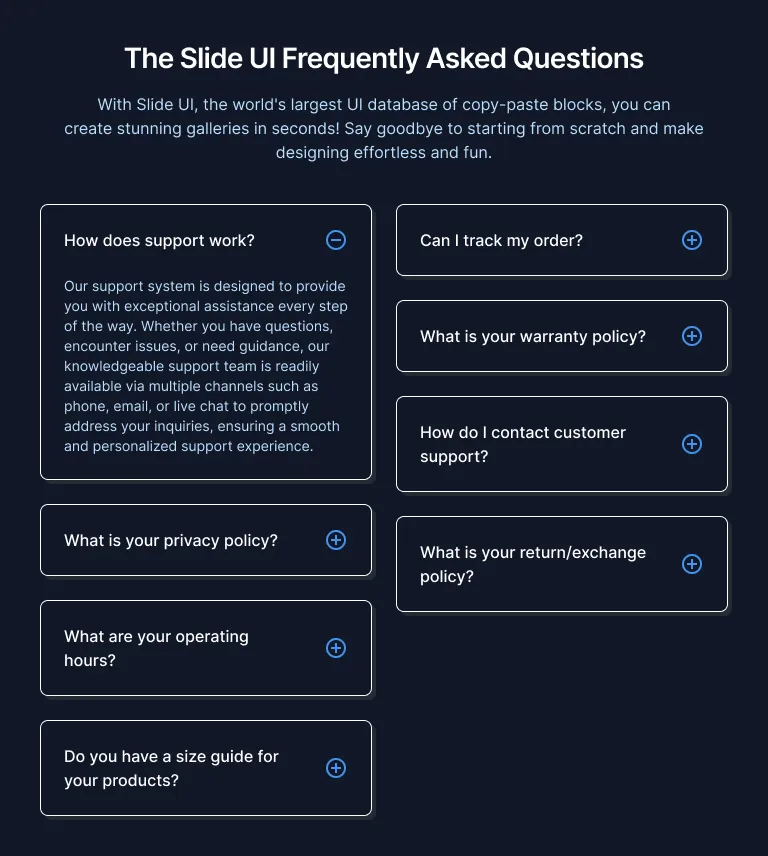 The Slide UI Frequently Asked Questions
With Slide UI, the world's largest UI database of copy-paste blocks, you can
create stunning galleries in seconds! Say goodbye to starting from scratch and make
designing effortless and fun.
How does support work?
Our support system is designed to provide
you with exceptional assistance every step
of the way. Whether you have questions,
encounter issues, or need guidance, our
knowledgeable support team is readily
available via multiple channels such as
phone, email, or live chat to promptly
address your inquiries, ensuring a smooth
and personalized support experience.
What is your privacy policy?
What are your operating
hours?
Do you have a size guide for
your products?
Can I track my order?
What is your warranty policy?
How do I contact customer
support?
What is your return/exchange
policy?